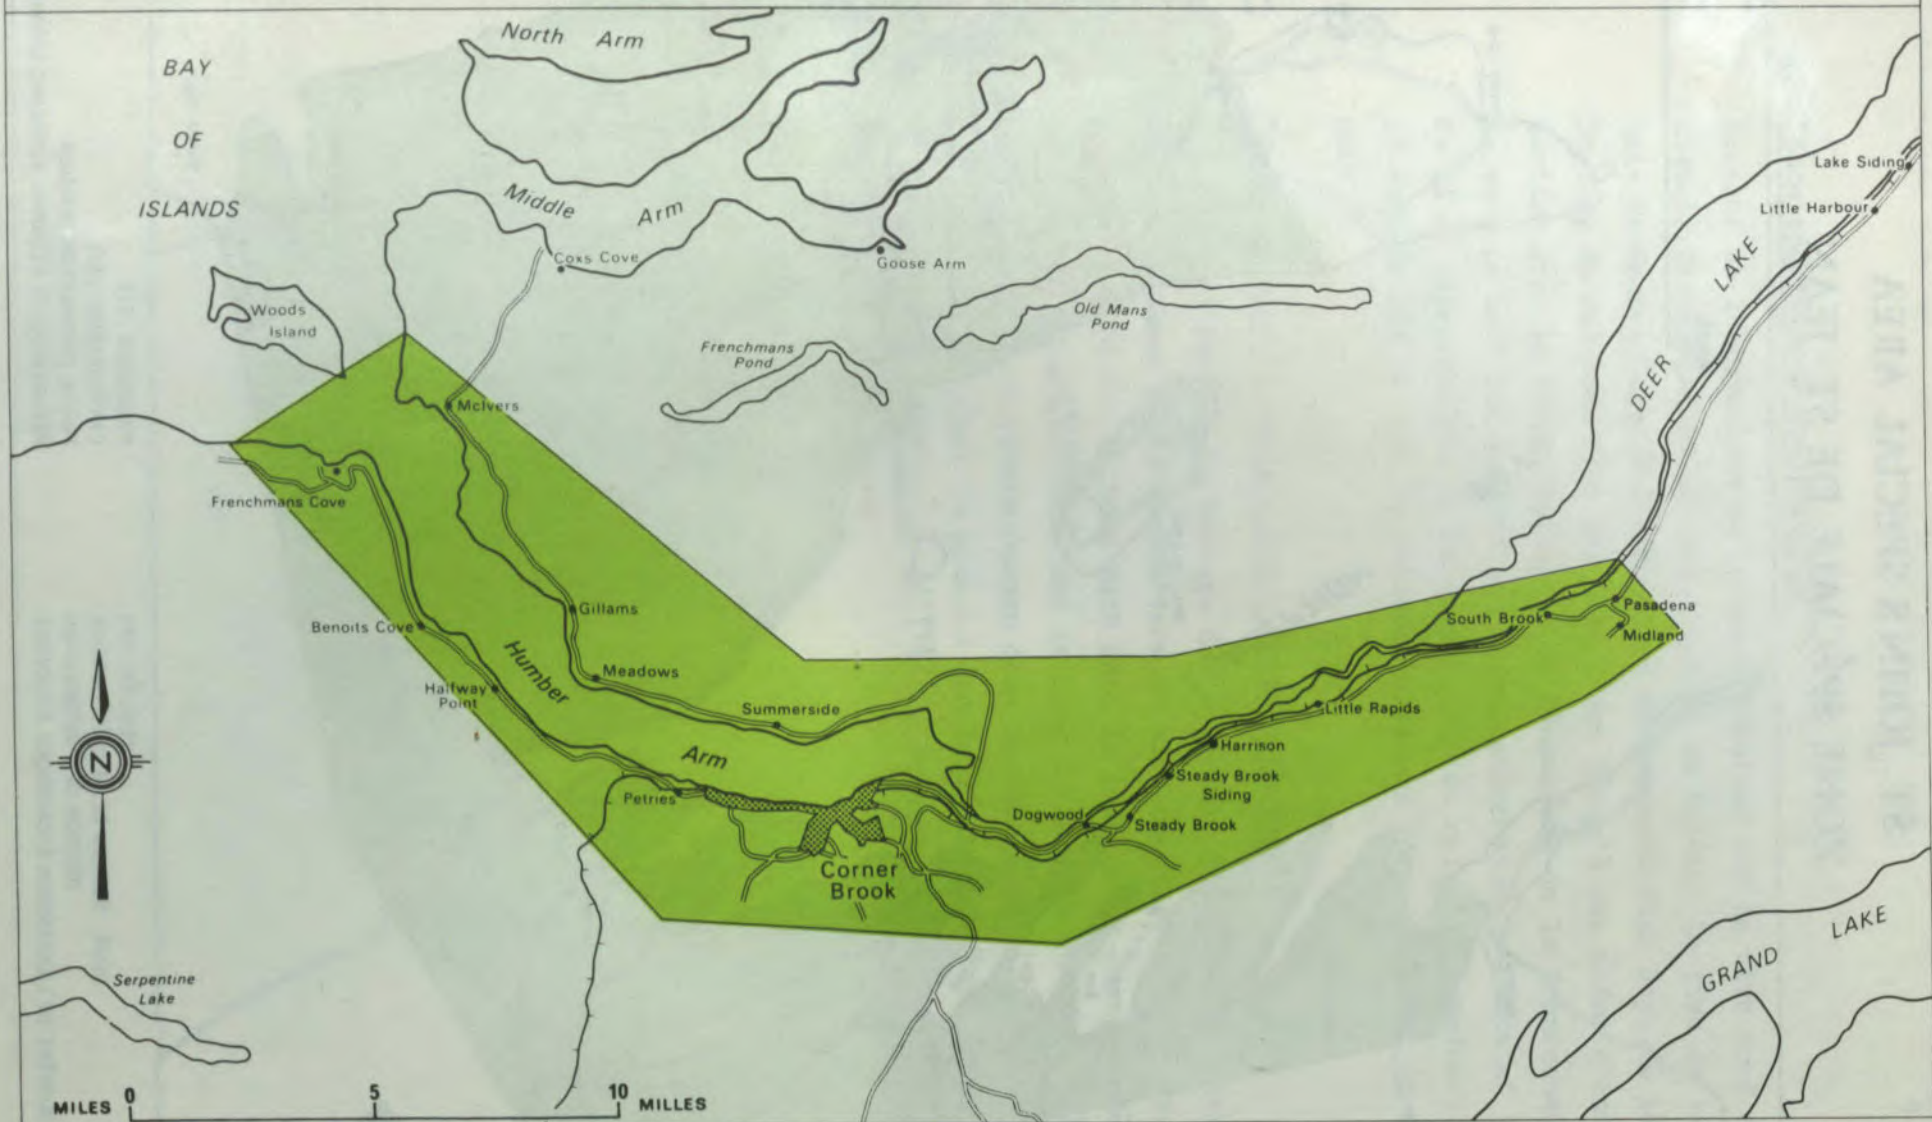 North Arm
BAY
OF
ISLANDS
Middle Arm
Coxs Cove
Goose Arm
Lake Siding
Little Harbour
DEER LAKE
Woods
Island
Old Mans
Pond
Frenchmans
Pond
McIvers
Frenchmans Cove
Gillams
Benoits Cove
Humber
Arm
Meadows
Halfway
Point
Summerside
Petries
South Brook
Pasadena
Midland
Little Rapids
Harrison
Steady Brook
Siding
Dogwood
Steady Brook
Corner
Brook
N
GRAND LAKE
Serpentine
Lake
MILES 0 5 10 MILLES